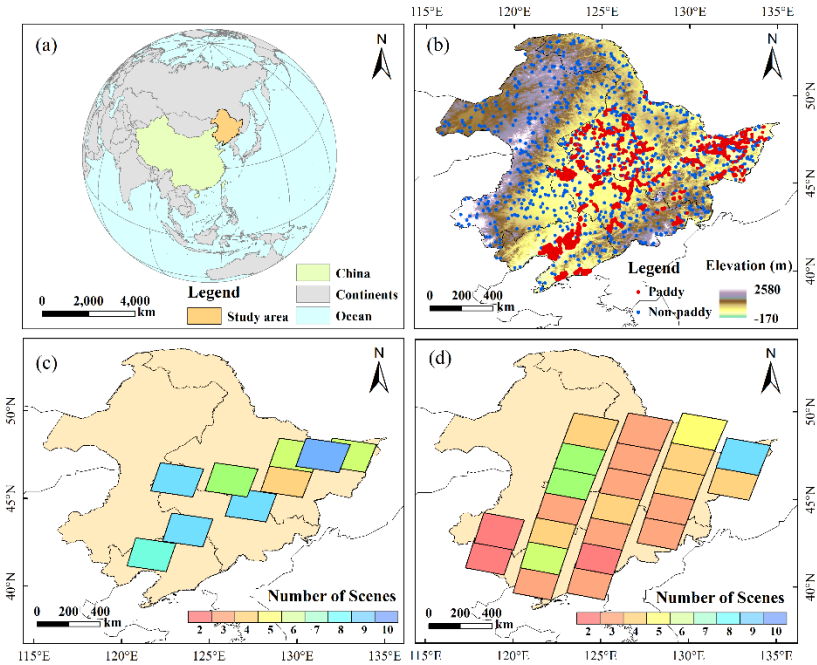 115°E 120°E 125°E 130°E 135°E
(a)
N
Legend
China
Continents
Study area
Ocean
0 2,000 4,000
km
(b)
N
50°N
45°N
40°N
Legend
Paddy
Non-paddy
Elevation (m)
2580
-170
0 200 400
km
(c)
N
50°N
45°N
40°N
Number of Scenes
0 200 400
km
2 3 4 5 6 7 8 9 10
115°E 120°E 125°E 130°E 135°E
(d)
N
50°N
45°N
40°N
Number of Scenes
0 200 400
km
2 3 4 5 6 7 8 9 10
115°E 120°E 125°E 130°E 135°E